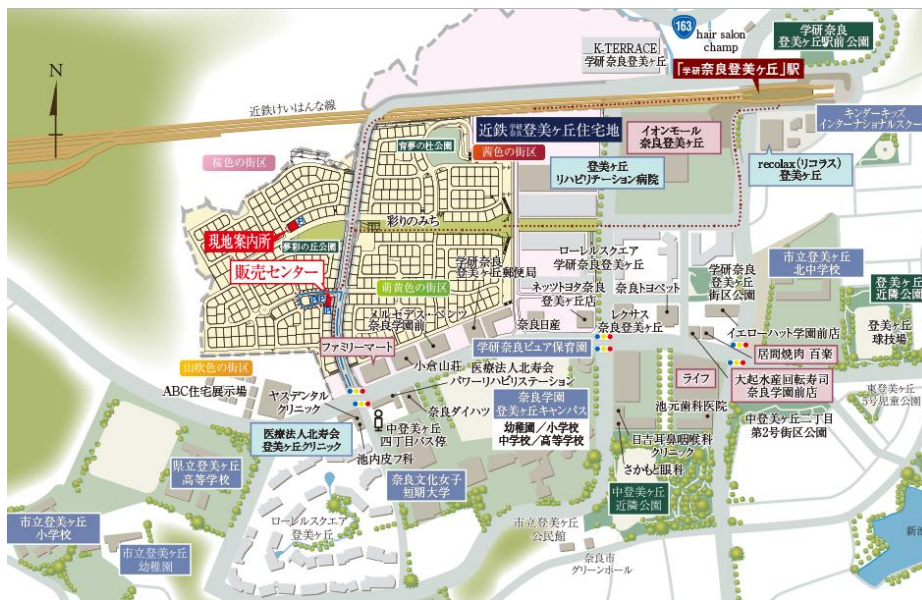 163
hair salon
champ
学研奈良
登美ヶ丘駅前公園
K-TERRACE
学研奈良登美ヶ丘
「学研奈良登美ヶ丘」駅
N
近鉄けいはんな線
キンダーキッズ
インターナショナルスクール
近鉄 学研奈良 登美ヶ丘住宅地
イオンモール
奈良登美ヶ丘
育夢の杜公園
茜色の街区
桜色の街区
登美ヶ丘
リハビリテーション病院
recolax(リコラス)
登美ヶ丘
彩りのみち
現地案内所
夢彩の丘公園
販売センター
学研奈良
登美ヶ丘郵便局
ローレルスクエア
学研奈良登美ヶ丘
市立登美ヶ丘
北中学校
萌黄色の街区
ネッツトヨタ奈良
登美ヶ丘店
奈良トヨペット
学研奈良
登美ヶ丘
街区公園
登美ヶ丘
近隣公園
メルセデス・ベンツ
奈良学園前
奈良日産
レクサス
奈良登美ヶ丘
イエローハット学園前店
登美ヶ丘
球技場
ファミリーマート
学研奈良ピュア保育園
居間焼肉 百楽
小倉山荘
山吹色の街区
医療法人北寿会
パワーリハビリステーション
ライフ
大起水産回転寿司
奈良学園前店
東登美ヶ丘
5号児童公園
ABC住宅展示場
ヤスデンタル
クリニック
奈良ダイハツ
奈良学園
登美ヶ丘キャンパス
幼稚園/小学校
中学校/高等学校
池元歯科医院
中登美ヶ丘二丁目
第2号街区公園
医療法人北寿会
登美ヶ丘クリニック
中登美ヶ丘
四丁目バス停
日吉耳鼻咽喉科
クリニック
池内皮フ科
さかもと眼科
県立登美ヶ丘
高等学校
奈良文化女子
短期大学
中登美ヶ丘
近隣公園
市立登美ヶ丘
小学校
ローレルスクエア
登美ヶ丘
市立登美ヶ丘
公民館
新池
市立登美ヶ丘
幼稚園
奈良市
グリーンホール